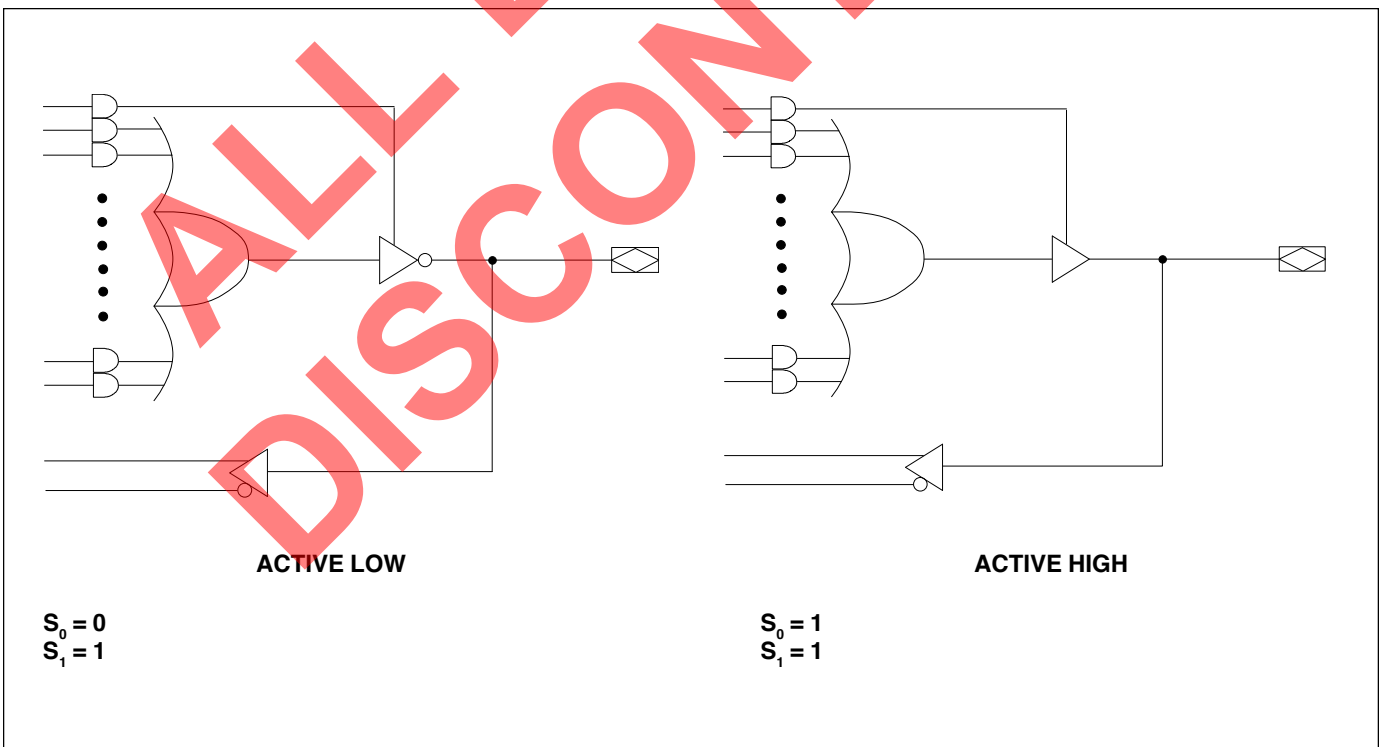 ALL
DISCON
ACTIVE LOW
ACTIVE HIGH
S₀ = 0
S₁ = 1
S₀ = 1
S₁ = 1